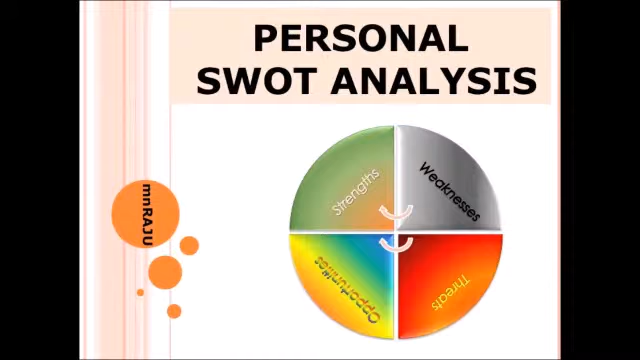 PERSONAL
SWOT ANALYSIS
mnRAJU
Strengths
Weaknesses
Opportunities
Threats